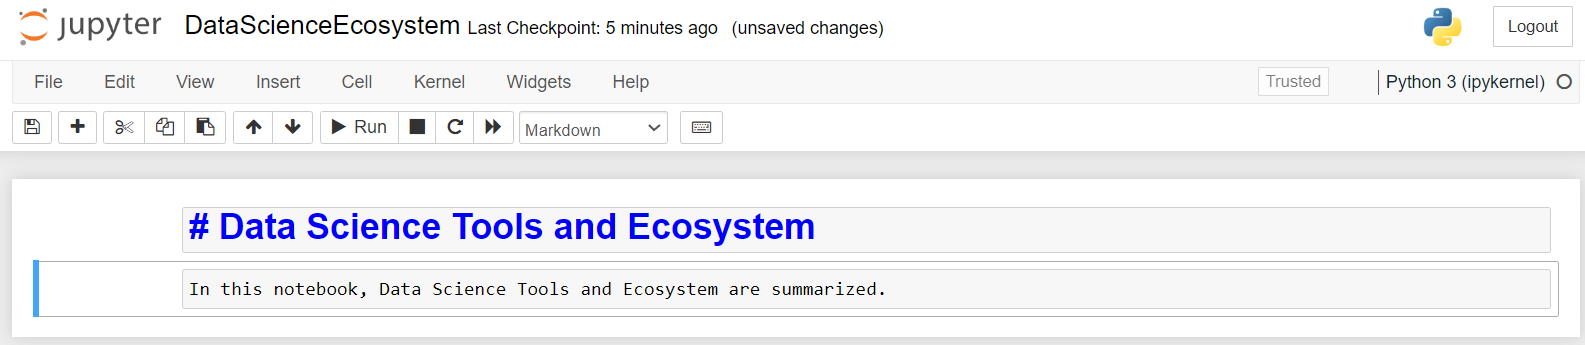 jupyter DataScienceEcosystem Last Checkpoint: 5 minutes ago (unsaved changes) Logout
File Edit View Insert Cell Kernel Widgets Help Trusted Python 3 (ipykernel)
Run Markdown
# Data Science Tools and Ecosystem
In this notebook, Data Science Tools and Ecosystem are summarized.